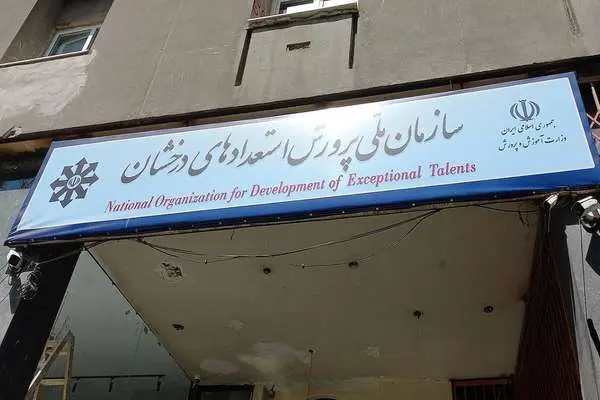 جمهوری اسلامی ایران
وزارت آموزش و پرورش
سازمان ملی پرورش استعدادهای درخشان
National Organization for Development of Exceptional Talents